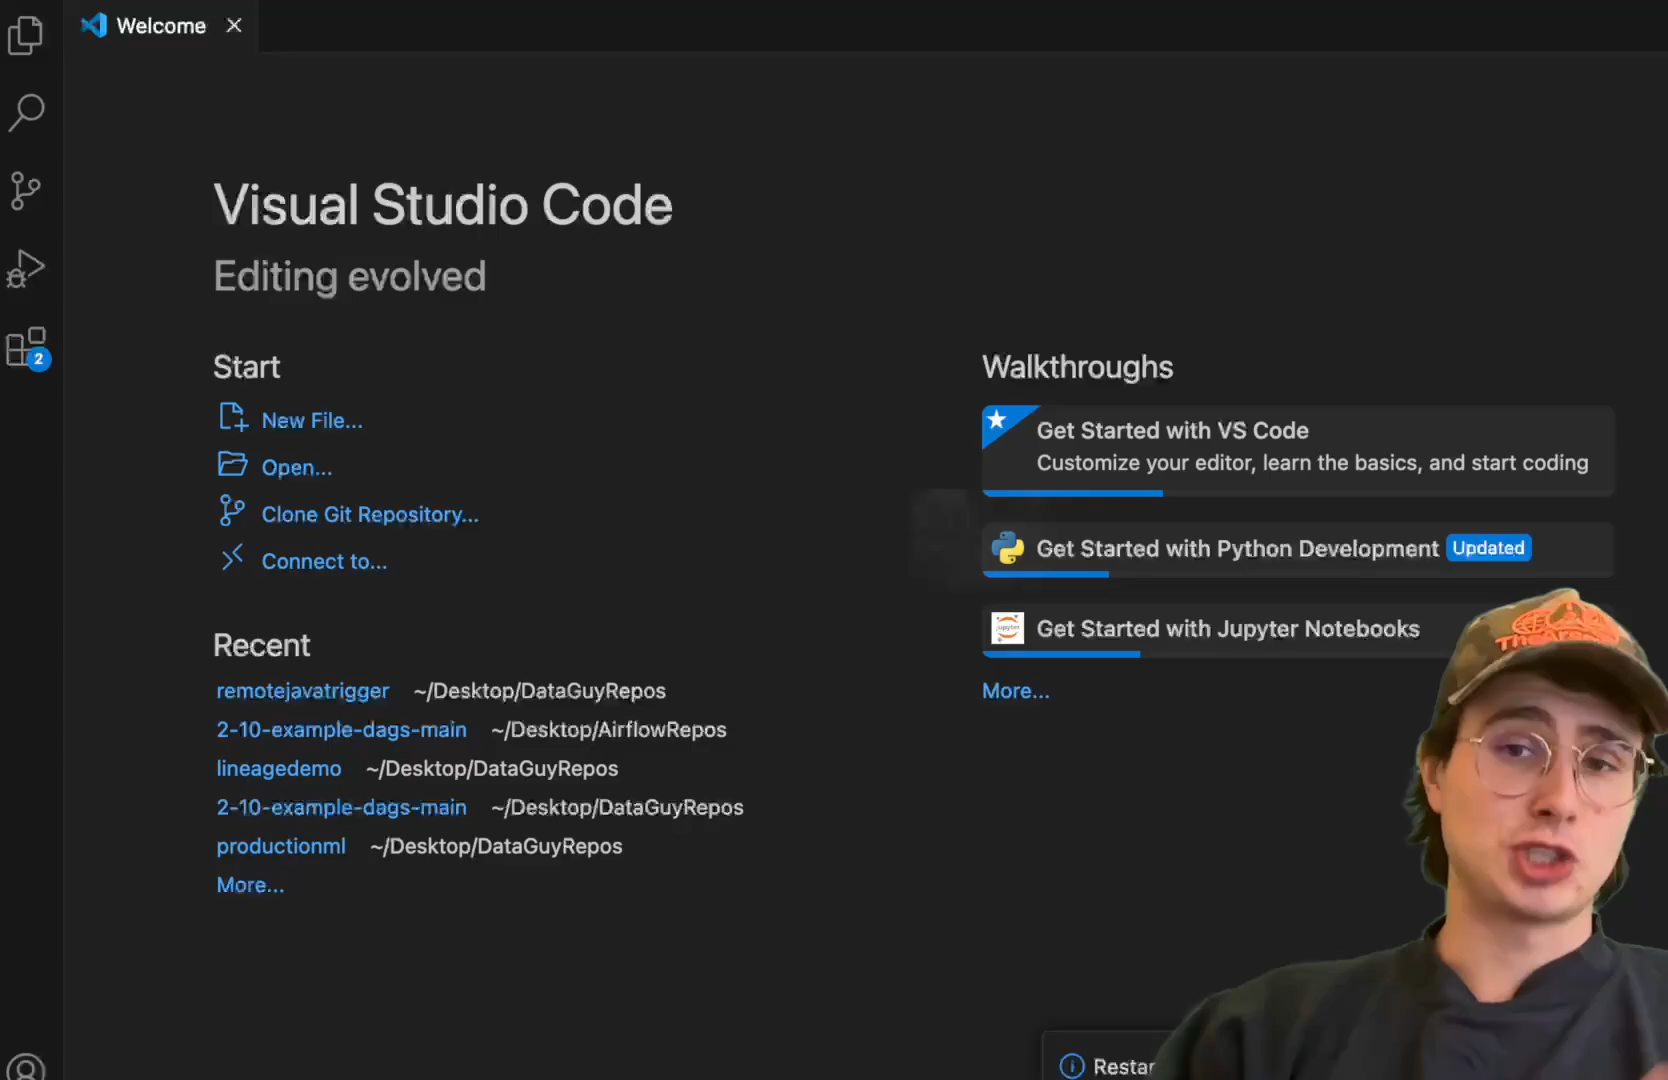 Welcome
Visual Studio Code
Editing evolved
Start
New File...
Open...
Clone Git Repository...
Connect to...
Recent
remotejavatrigger ~/Desktop/DataGuyRepos
2-10-example-dags-main ~/Desktop/AirflowRepos
lineagedemo ~/Desktop/DataGuyRepos
2-10-example-dags-main ~/Desktop/DataGuyRepos
productionml ~/Desktop/DataGuyRepos
More...
2
Walkthroughs
Get Started with VS Code
Customize your editor, learn the basics, and start coding
Get Started with Python Development Updated
Get Started with Jupyter Notebooks
More...
jupyter